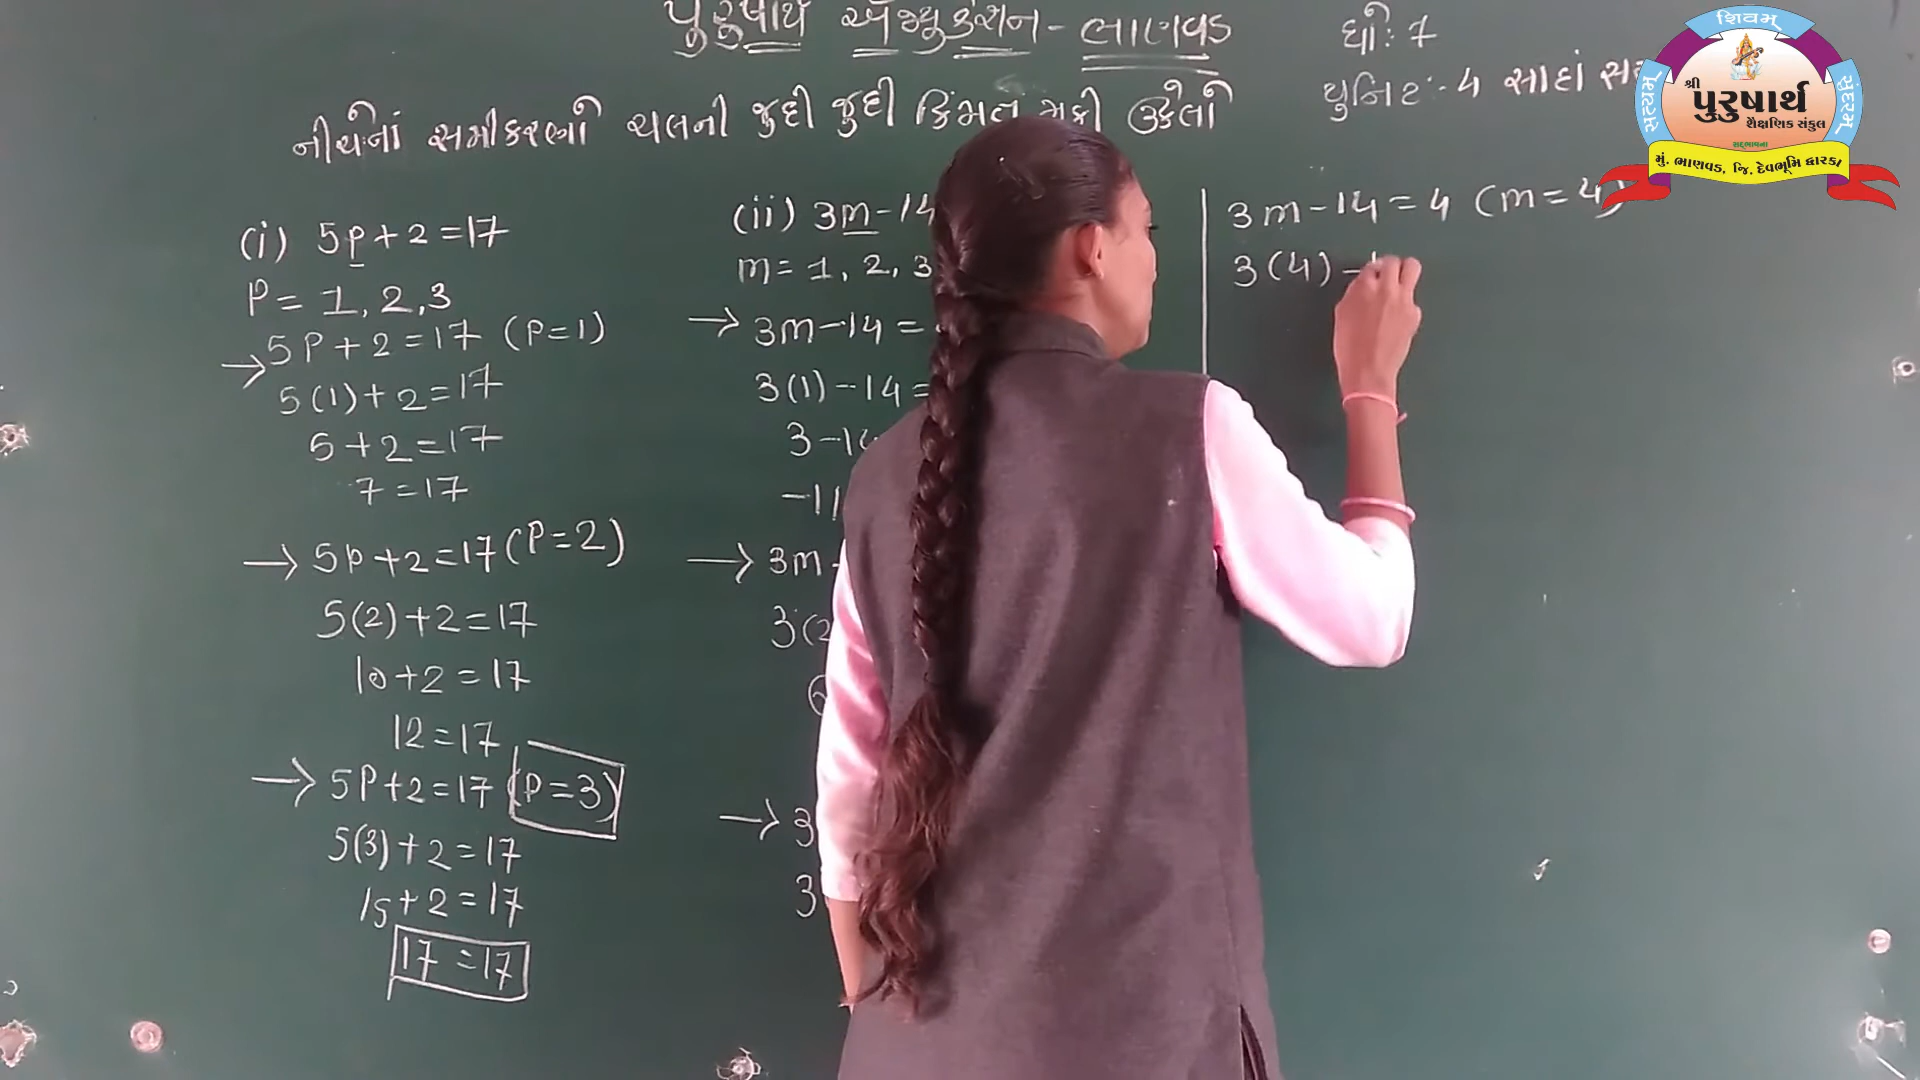 પુરુષાર્થ એજ્યુકેશન - ભાણવડ
ધો: 7
યુનિટ :- 4 સાદાં
નીચેનાં સમીકરણો ચલની જુદી જુદી કિંમત મૂકી ઉકેલો
(i) 5p+2=17
P= 1, 2, 3
→ 5P+2=17 (P=1)
5(1)+2=17
5+2=17
7=17
→ 5p+2=17 (P=2)
5(2)+2=17
10+2=17
12=17
→ 5P+2=17 (P=3)
5(3)+2=17
15+2=17
17=17
(ii) 3m-14
m= 1, 2, 3
→ 3m-14=
3(1)-14=
3-14
-11
→ 3m-
3(2
→ 3
3
3m-14=4 (m=4)
3(4)-
સત્યમ્ શિવમ્ સુંદરમ્
શ્રી
પુરુષાર્થ
શૈક્ષણિક સંકુલ
સદ્ભાવના
મું. ભાણવડ, જિ. દેવભૂમિ દ્વારકા